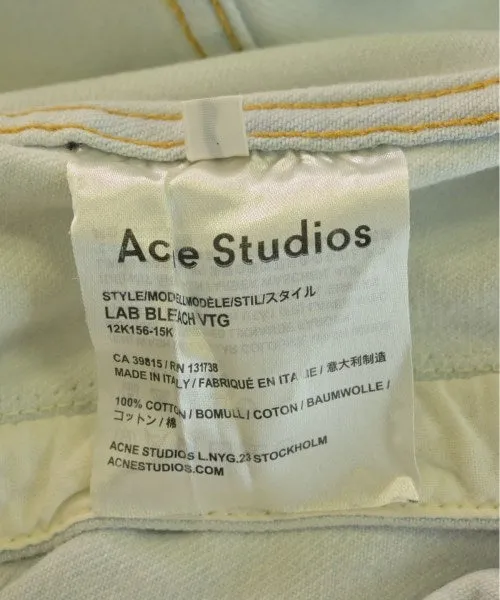 Acne Studios
STYLE/MODELL/MODÈLE/STIL/スタイル
LAB BLEACH VTG
12K156-15K
CA 39815 / RN 131738
MADE IN ITALY / FABRIQUÉ EN ITALIE / 意大利制造
100% COTTON / BOMULL / COTON / BAUMWOLLE /
コットン / 棉
ACNE STUDIOS L.NYG.23 STOCKHOLM
ACNESTUDIOS.COM